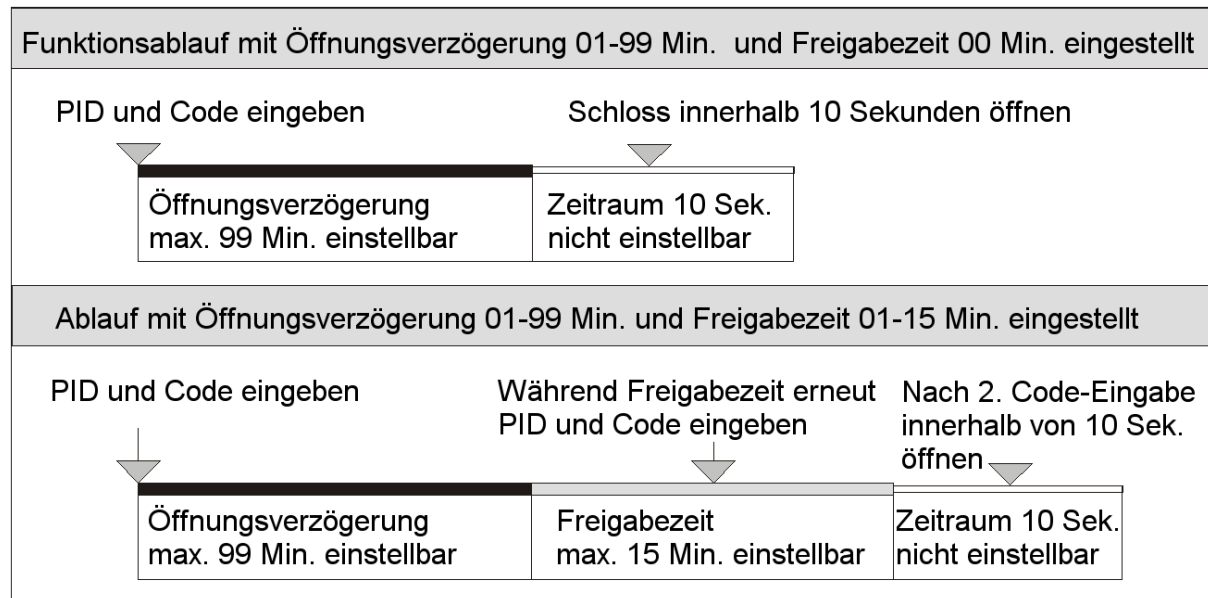 Funktionsablauf mit Öffnungsverzögerung 01-99 Min. und Freigabezeit 00 Min. eingestellt
PID und Code eingeben
Schloss innerhalb 10 Sekunden öffnen
Öffnungsverzögerung
max. 99 Min. einstellbar
Zeitraum 10 Sek.
nicht einstellbar
Ablauf mit Öffnungsverzögerung 01-99 Min. und Freigabezeit 01-15 Min. eingestellt
PID und Code eingeben
Während Freigabezeit erneut
PID und Code eingeben
Nach 2. Code-Eingabe
innerhalb von 10 Sek.
öffnen
Öffnungsverzögerung
max. 99 Min. einstellbar
Freigabezeit
max. 15 Min. einstellbar
Zeitraum 10 Sek.
nicht einstellbar